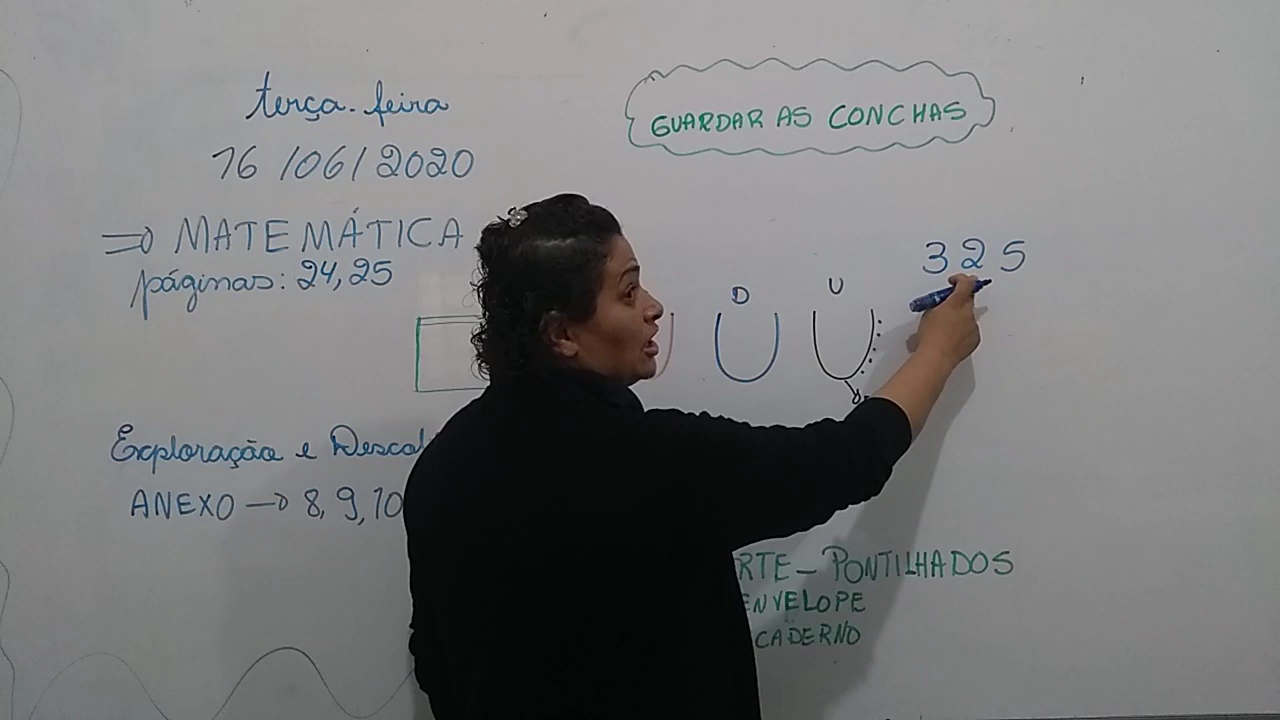 terça-feira
16/06/2020
GUARDAR AS CONCHAS
⇒ MATEMÁTICA
páginas: 24, 25
325
D U
Exploração e
ANEXO → 8, 9, 10
PONTILHADOS
ENVELOPE
CADERNO